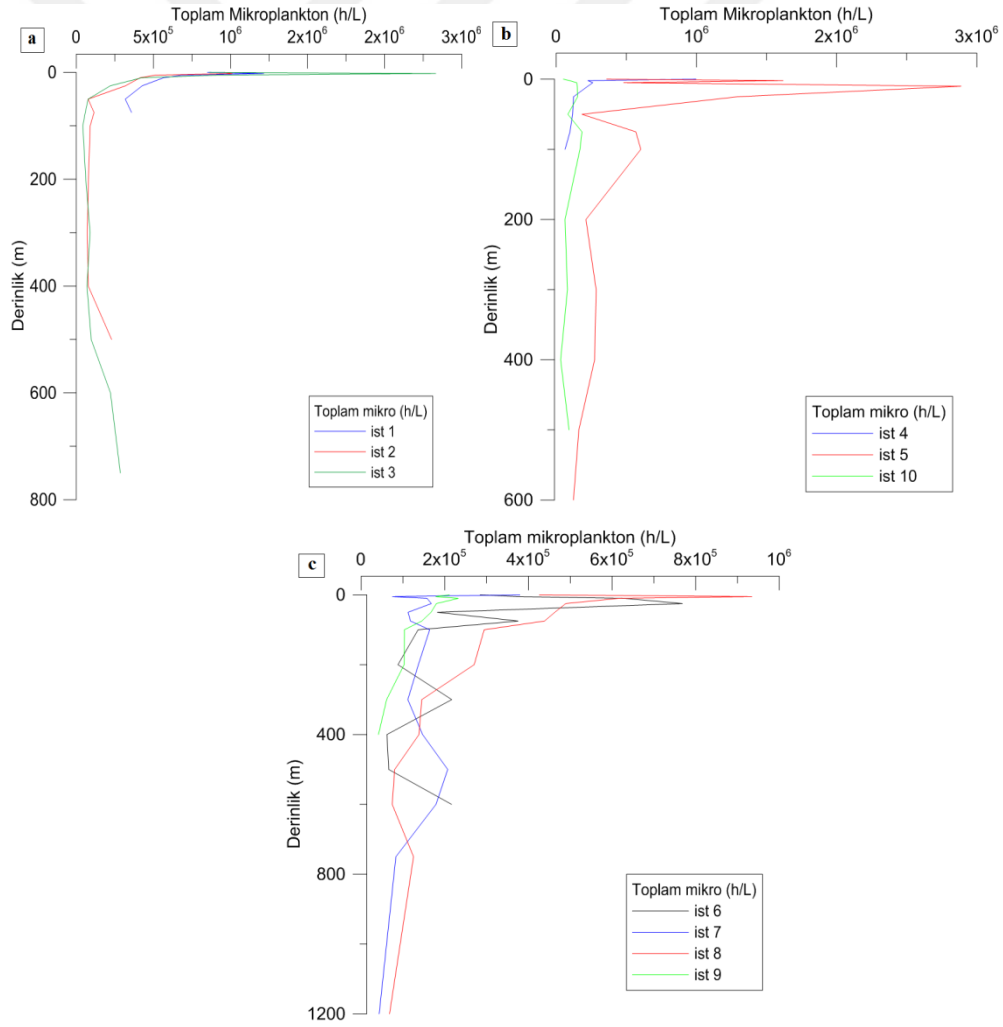 a
Toplam Mikroplankton (h/L)
0 5x10⁵ 10⁶ 2x10⁶ 2x10⁶ 3x10⁶
0
200
400
600
800
Derinlik (m)
Toplam mikro (h/L)
ist 1
ist 2
ist 3
b
Toplam Mikroplankton (h/L)
0 10⁶ 2x10⁶ 3x10⁶
0
200
400
600
Derinlik (m)
Toplam mikro (h/L)
ist 4
ist 5
ist 10
c
Toplam mikroplankton (h/L)
0 2x10⁵ 4x10⁵ 6x10⁵ 8x10⁵ 10⁶
0
400
800
1200
Derinlik (m)
Toplam mikro (h/L)
ist 6
ist 7
ist 8
ist 9